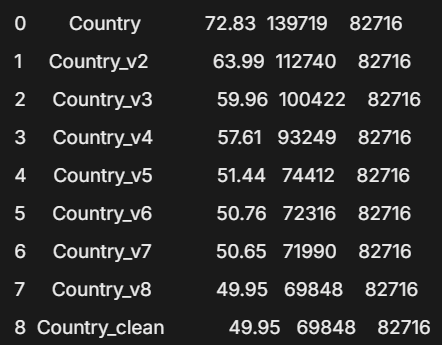 0 Country 72.83 139719 82716
1 Country_v2 63.99 112740 82716
2 Country_v3 59.96 100422 82716
3 Country_v4 57.61 93249 82716
4 Country_v5 51.44 74412 82716
5 Country_v6 50.76 72316 82716
6 Country_v7 50.65 71990 82716
7 Country_v8 49.95 69848 82716
8 Country_clean 49.95 69848 82716